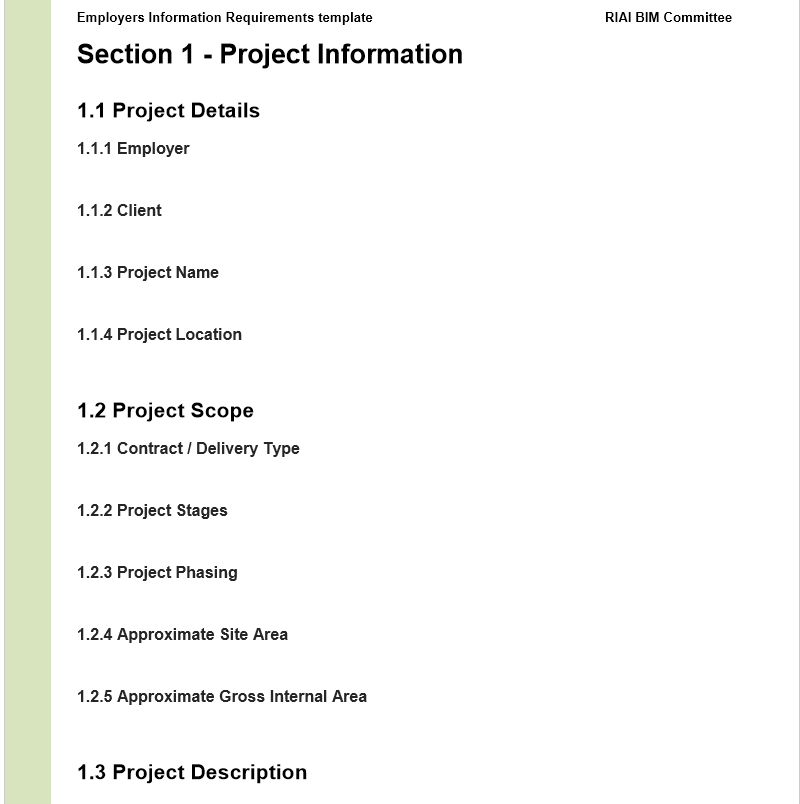 Employers Information Requirements template RIAI BIM Committee
Section 1 - Project Information
1.1 Project Details
1.1.1 Employer
1.1.2 Client
1.1.3 Project Name
1.1.4 Project Location
1.2 Project Scope
1.2.1 Contract / Delivery Type
1.2.2 Project Stages
1.2.3 Project Phasing
1.2.4 Approximate Site Area
1.2.5 Approximate Gross Internal Area
1.3 Project Description